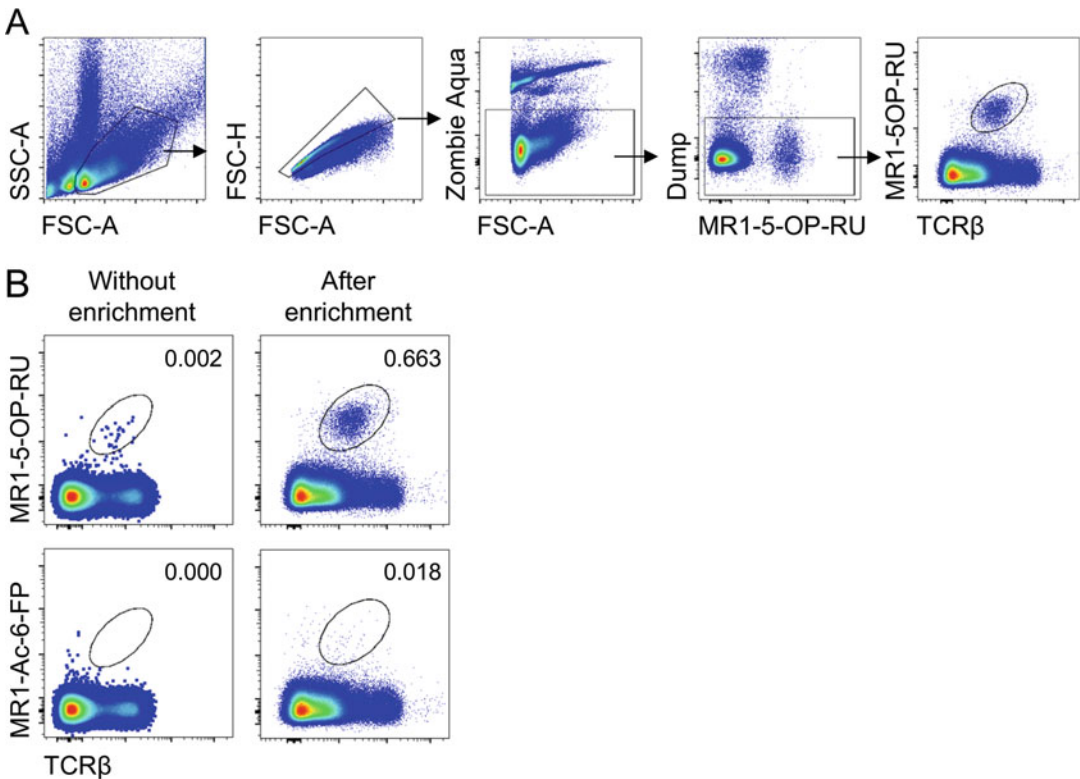 A
SSC-A
FSC-A
FSC-H
FSC-A
Zombie Aqua
FSC-A
Dump
MR1-5-OP-RU
MR1-5OP-RU
TCRβ
B
Without
enrichment
After
enrichment
MR1-5-OP-RU
0.002
0.663
MR1-Ac-6-FP
0.000
0.018
TCRβ